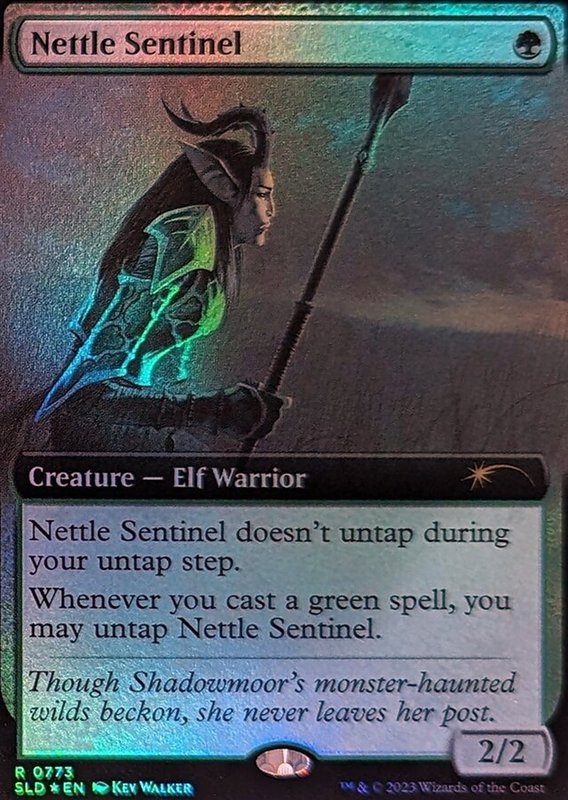 Nettle Sentinel
Creature — Elf Warrior
Nettle Sentinel doesn't untap during
your untap step.
Whenever you cast a green spell, you
may untap Nettle Sentinel.
Though Shadowmoor's monster-haunted
wilds beckon, she never leaves her post.
2/2
R 0773
SLD ★ EN Kev Walker
™ & © 2023 Wizards of the Coast